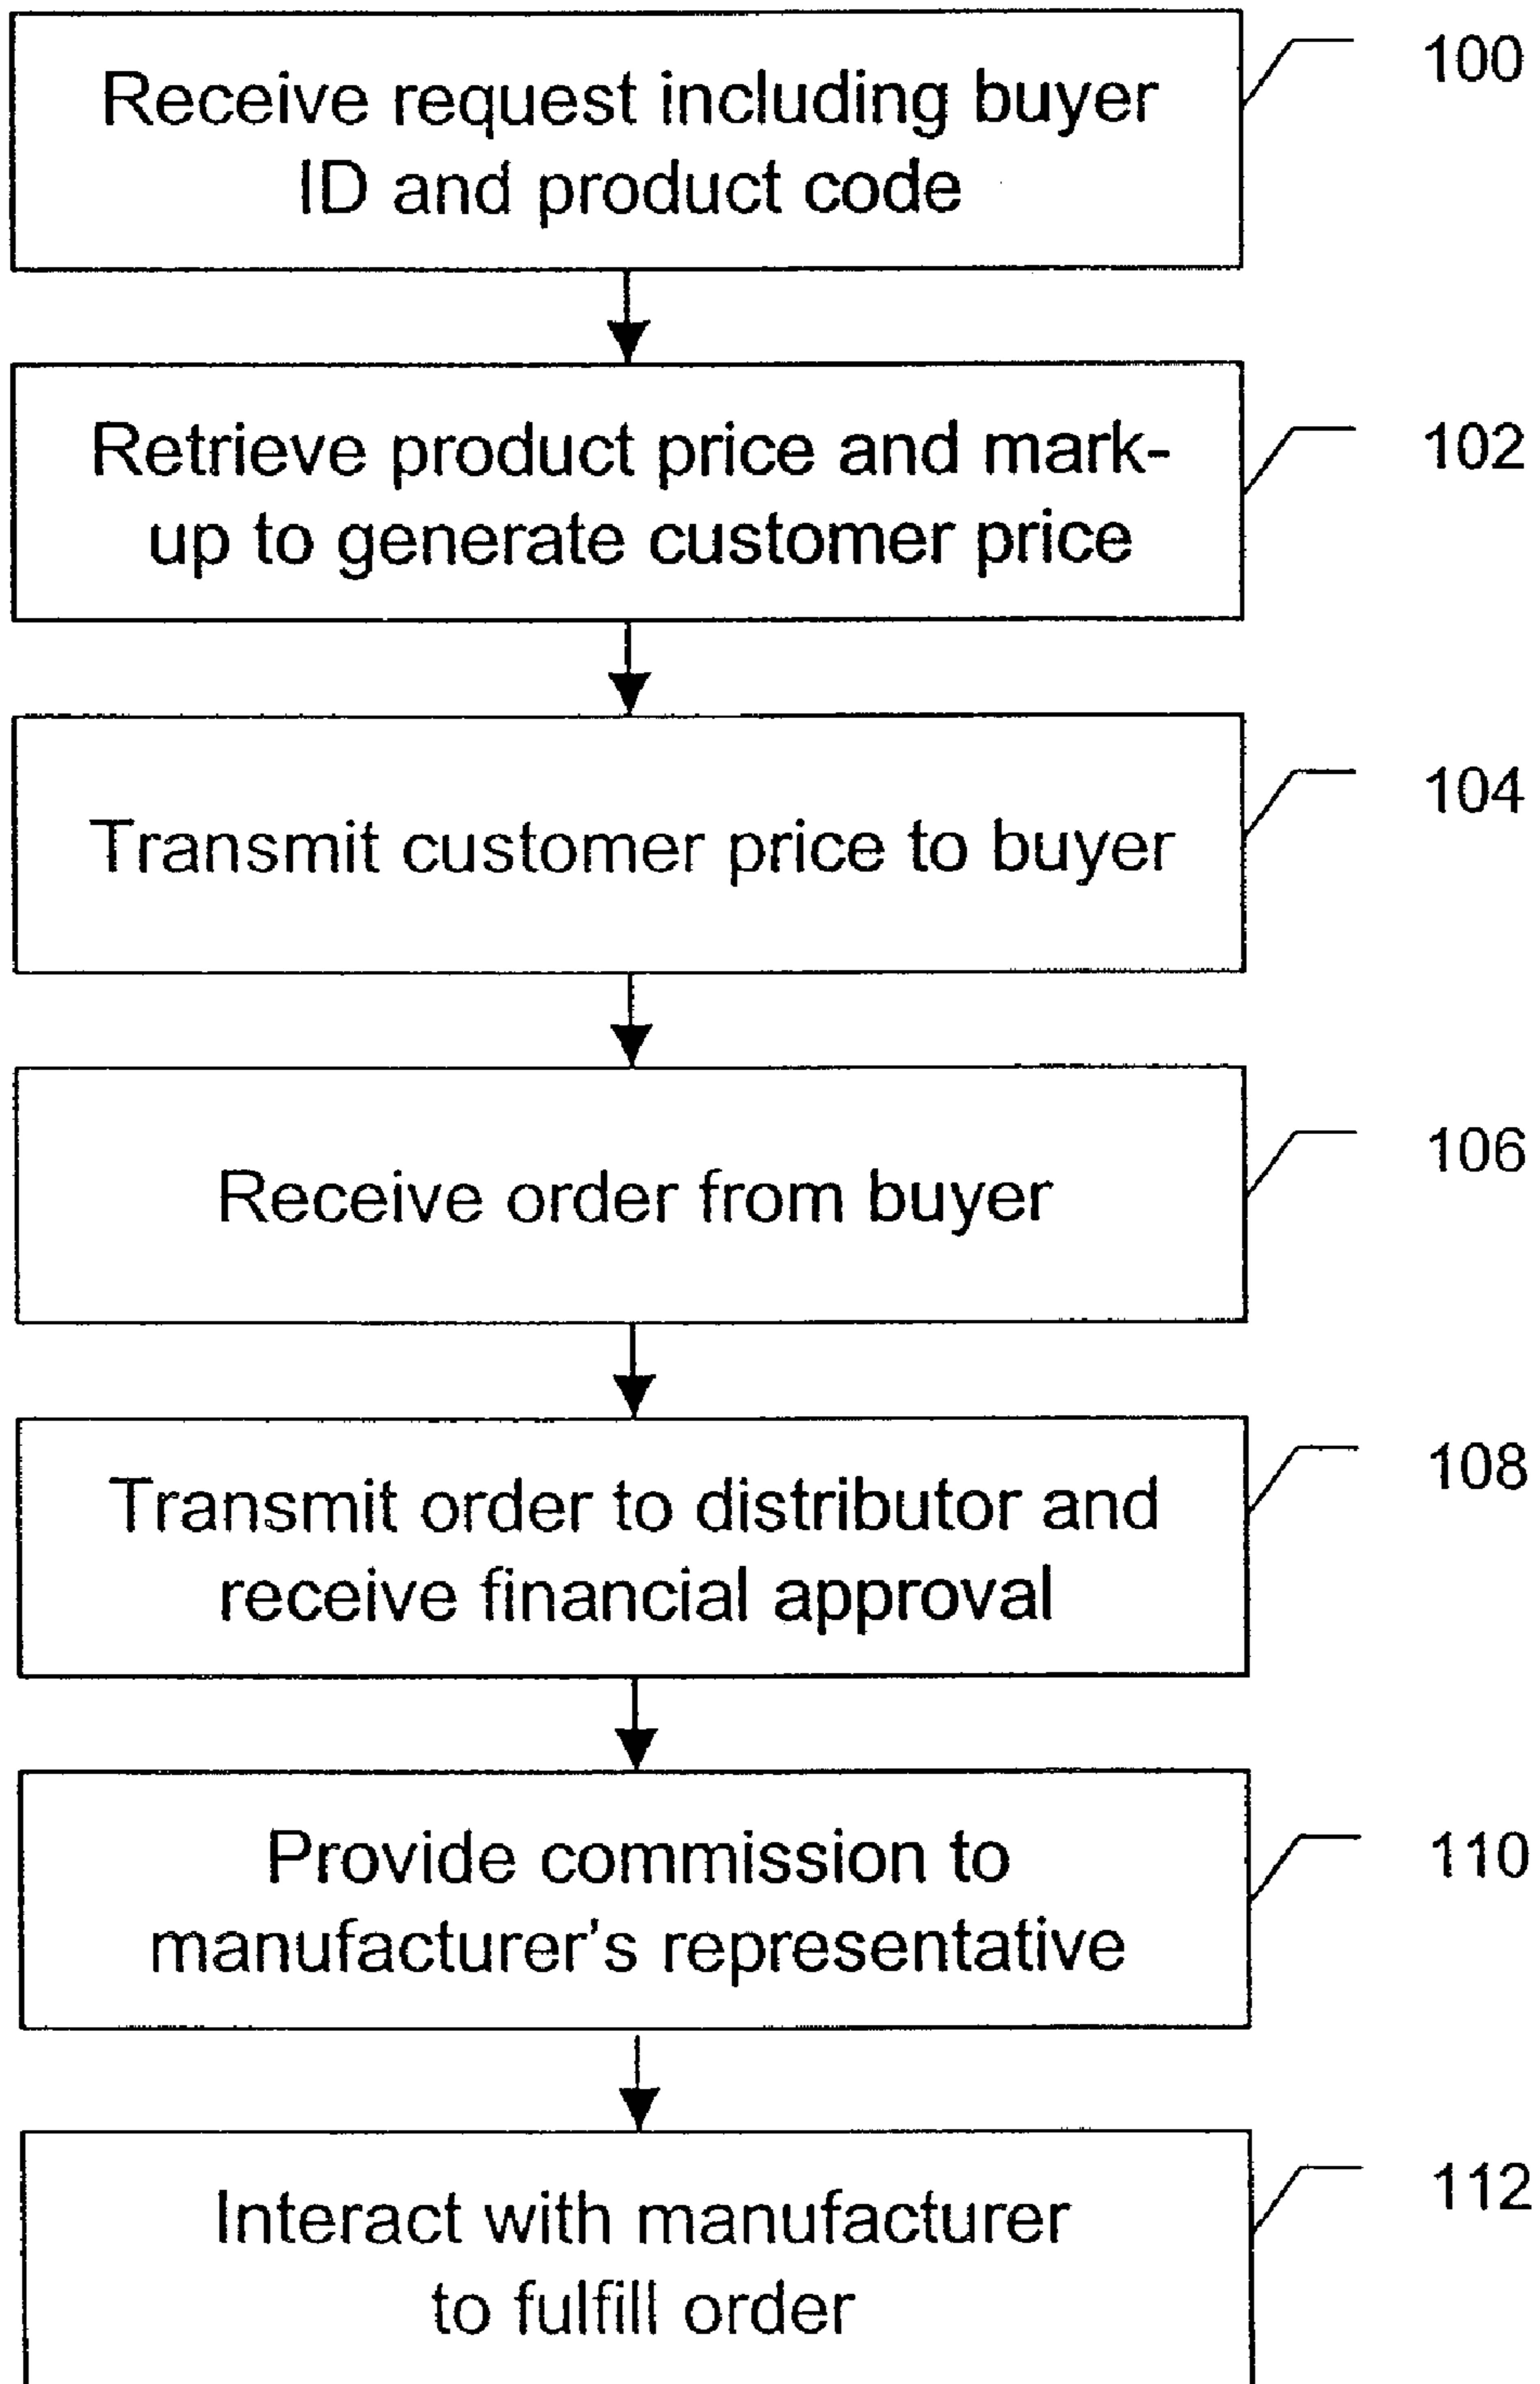 100
Receive request including buyer
ID and product code
102
Retrieve product price and mark-
up to generate customer price
104
Transmit customer price to buyer
106
Receive order from buyer
108
Transmit order to distributor and
receive financial approval
110
Provide commission to
manufacturer's representative
112
Interact with manufacturer
to fulfill order